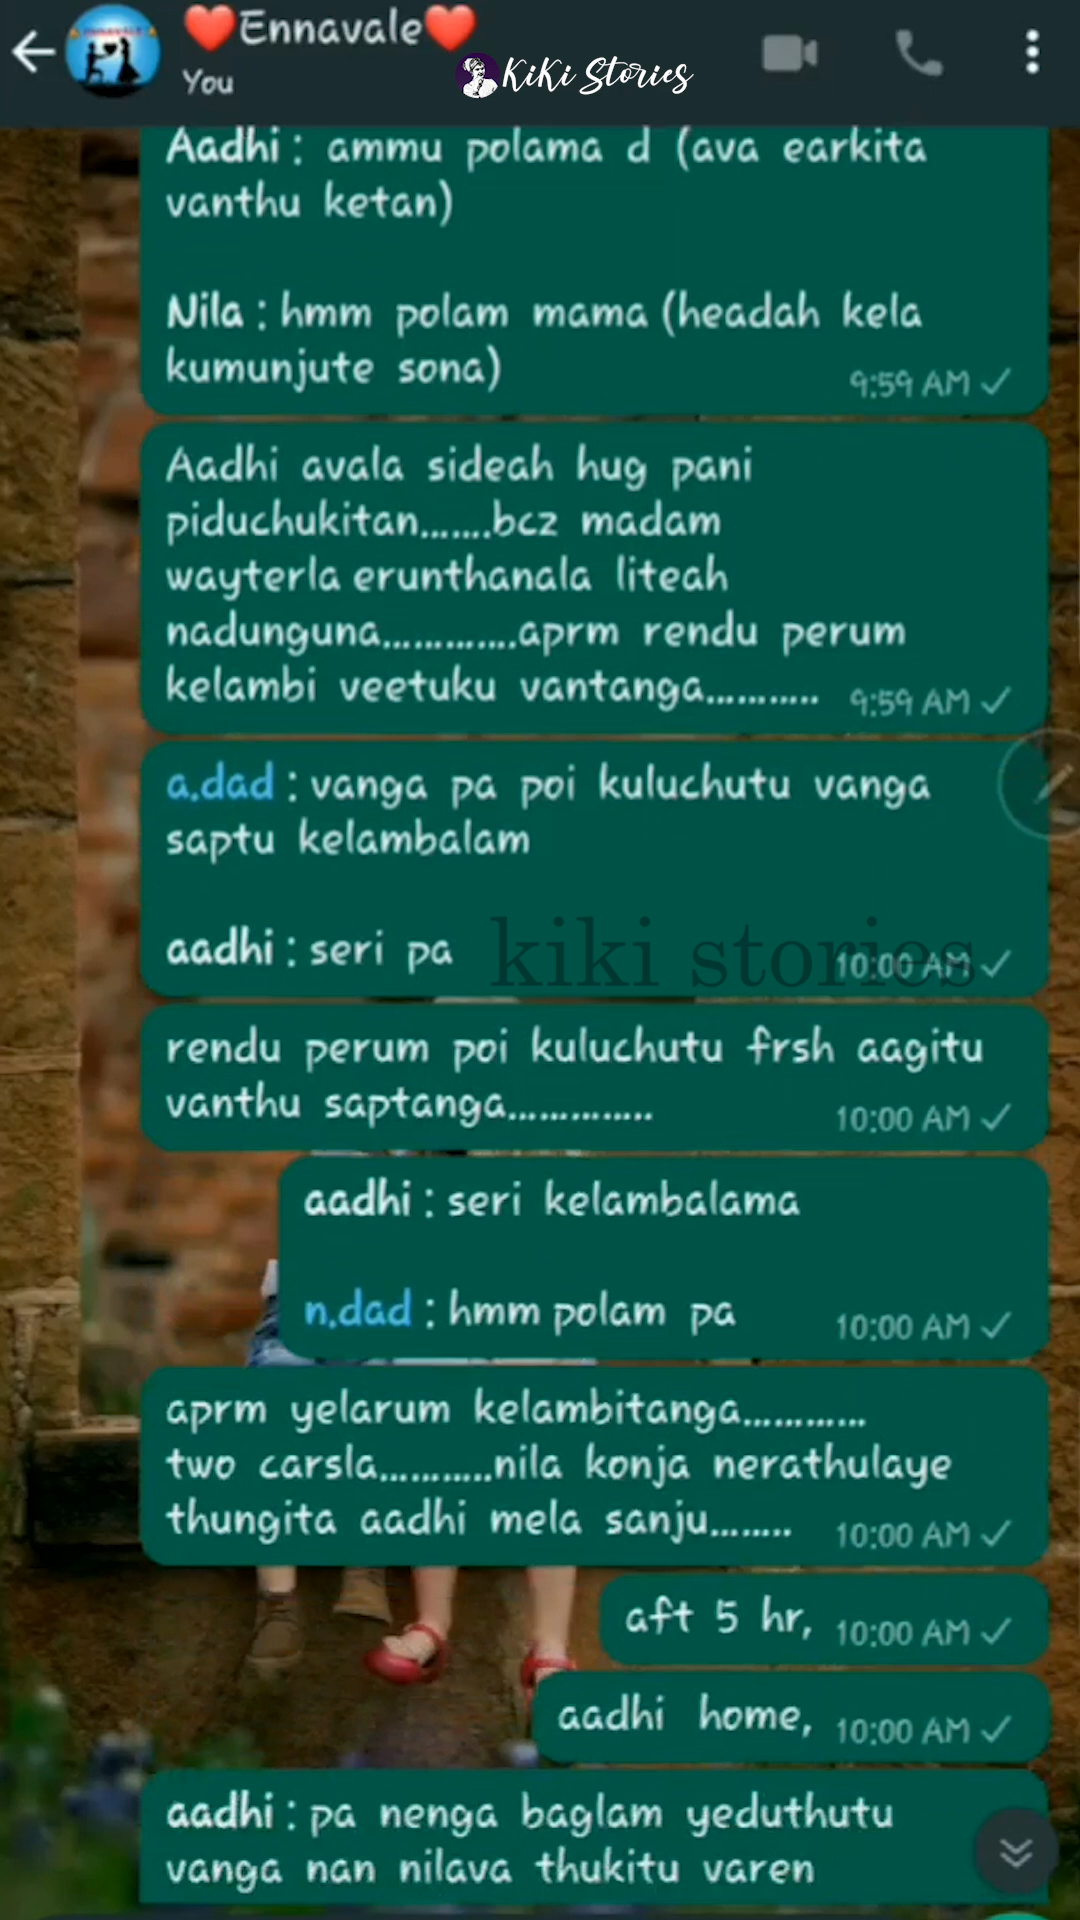 ❤️Ennavale❤️
You
KiKi Stories
Aadhi : ammu polama d (ava earkita
vanthu ketan)
Nila : hmm polam mama (headah kela
kumunjute sona)
9:59 AM
Aadhi avala sideah hug pani
piduchukitan.......bcz madam
wayterla erunthanala liteah
nadunguna.............aprm rendu perum
kelambi veetuku vantanga...........
9:59 AM
a.dad : vanga pa poi kuluchutu vanga
saptu kelambalam
aadhi : seri pa
kiki stories
10:00 AM
rendu perum poi kuluchutu frsh aagitu
vanthu saptanga..............
10:00 AM
aadhi : seri kelambalama
n.dad : hmm polam pa
10:00 AM
aprm yelarum kelambitanga............
two carsla...........nila konja nerathulaye
thungita aadhi mela sanju........
10:00 AM
aft 5 hr,
10:00 AM
aadhi home,
10:00 AM
aadhi : pa nenga baglam yeduthutu
vanga nan nilava thukitu varen